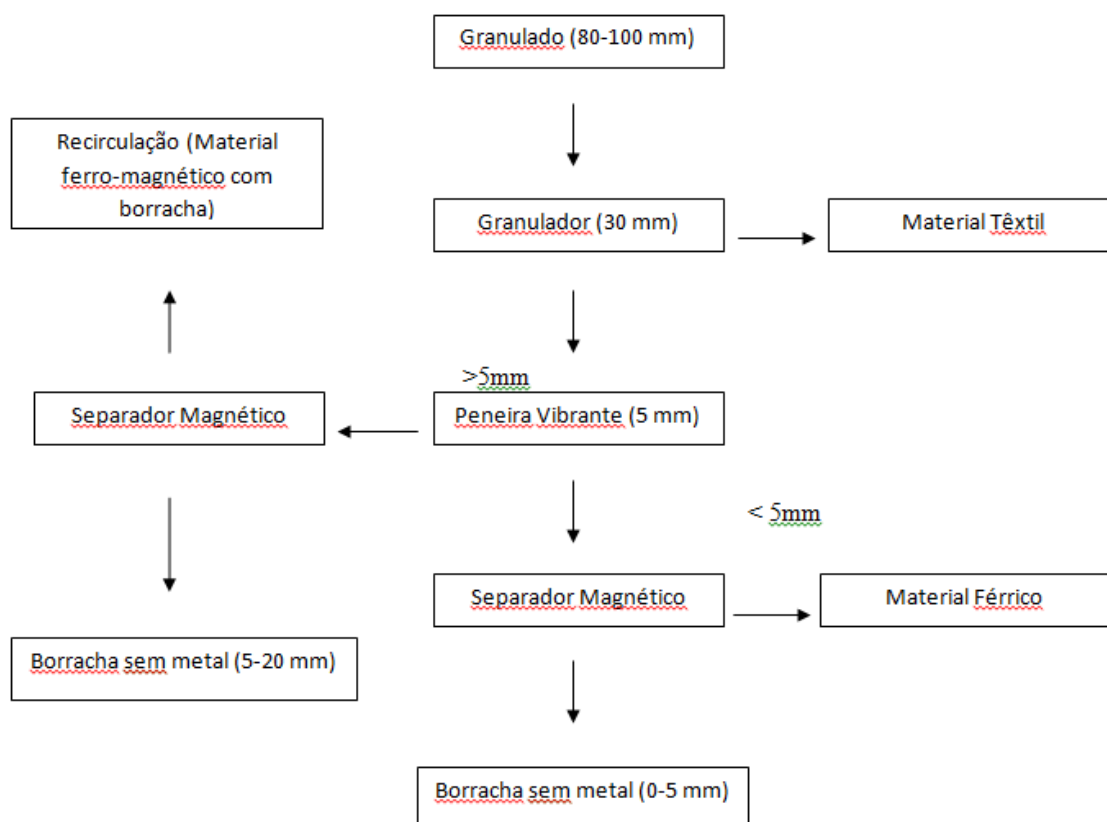 Granulado (80-100 mm)
Recirculação (Material
ferro-magnético com
borracha)
Granulador (30 mm)
Material Têxtil
>5mm
Separador Magnético
Peneira Vibrante (5 mm)
< 5mm
Separador Magnético
Material Férrico
Borracha sem metal (5-20 mm)
Borracha sem metal (0-5 mm)